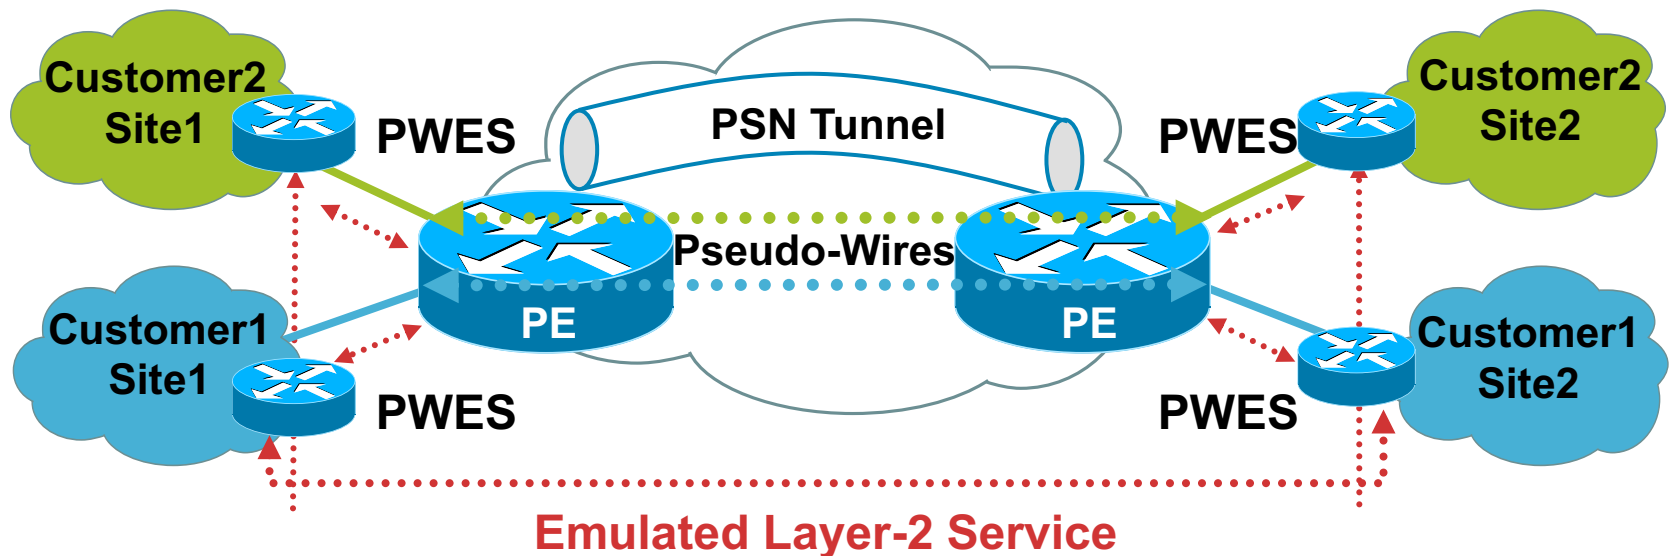 Customer2
Site1
PWES
PSN Tunnel
PWES
Customer2
Site2
Pseudo-Wires
PE
PE
Customer1
Site1
PWES
PWES
Customer1
Site2
Emulated Layer-2 Service